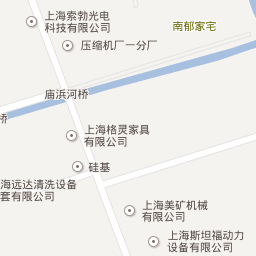 上海索勃光电
科技有限公司
南郁家宅
压缩机厂一分厂
庙浜河桥
桥
上海格灵家具
有限公司
硅基
海远达清洗设备
套有限公司
上海美矿机械
有限公司
上海斯坦福动力
设备有限公司